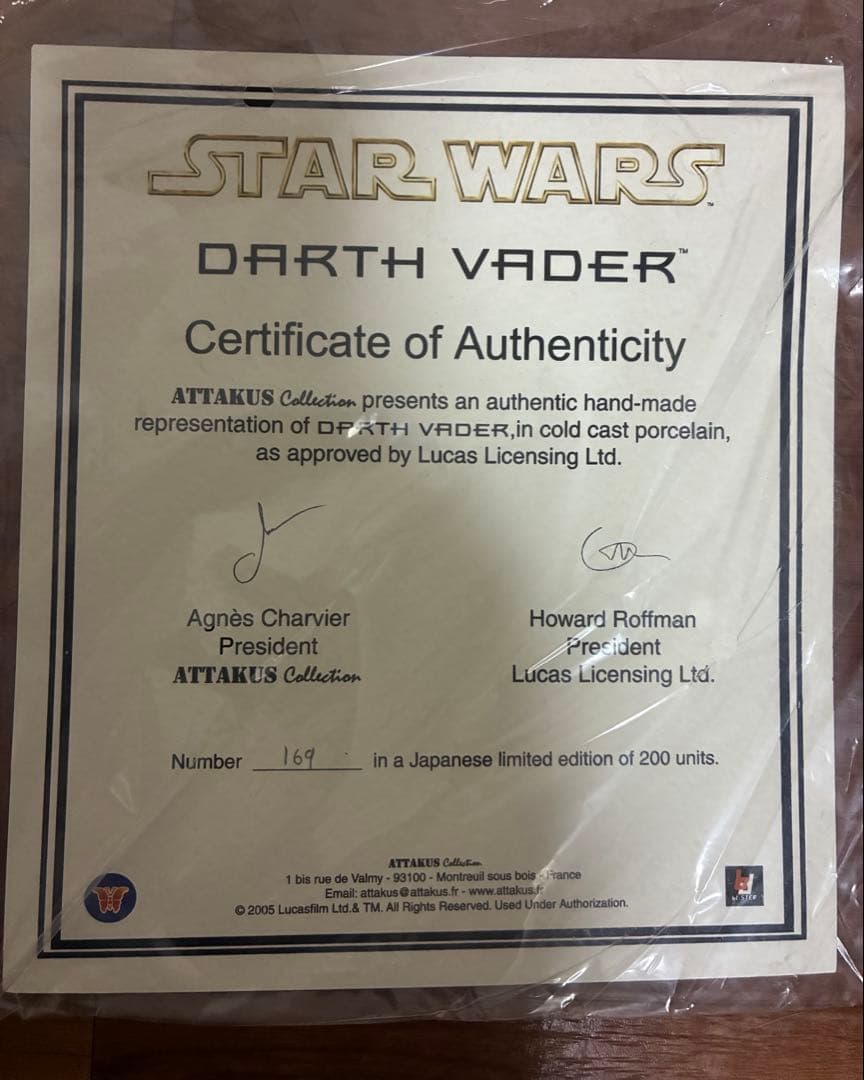 STAR WARS™
DARTH VADER™
Certificate of Authenticity
ATTAKUS Collection presents an authentic hand-made
representation of DARTH VADER,in cold cast porcelain,
as approved by Lucas Licensing Ltd.
Agnès Charvier
President
ATTAKUS Collection
Howard Roffman
President
Lucas Licensing Ltd.
Number 169 in a Japanese limited edition of 200 units.
ATTAKUS Collection
1 bis rue de Valmy - 93100 - Montreuil sous bois - France
Email: attakus@attakus.fr - www.attakus.fr
© 2005 Lucasfilm Ltd.& TM. All Rights Reserved. Used Under Authorization.